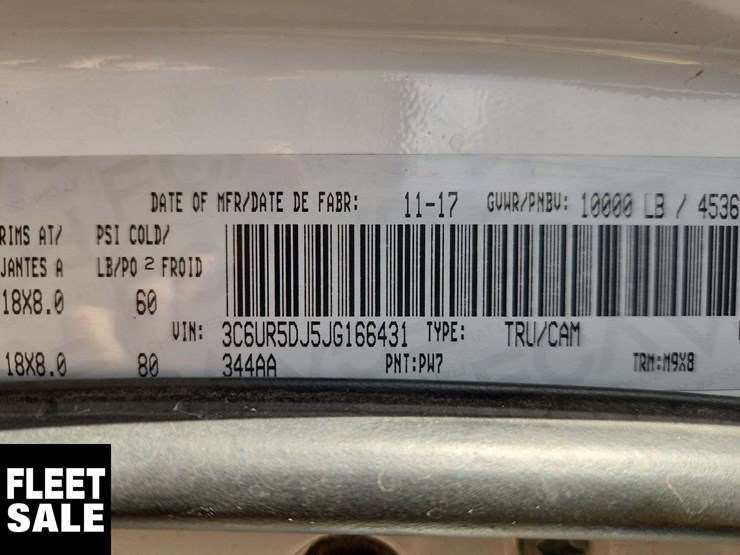 DATE OF MFR/DATE DE FABR: 11-17 GVWR/PNBV: 10000 LB / 4536
RIMS AT/ PSI COLD/
JANTES A LB/PO 2 FROID
18X8.0 60
VIN: 3C6UR5DJ5JG166431 TYPE: TRU/CAM
18X8.0 80 344AA PNT:PW7 TRM:M9X8
FLEET
SALE